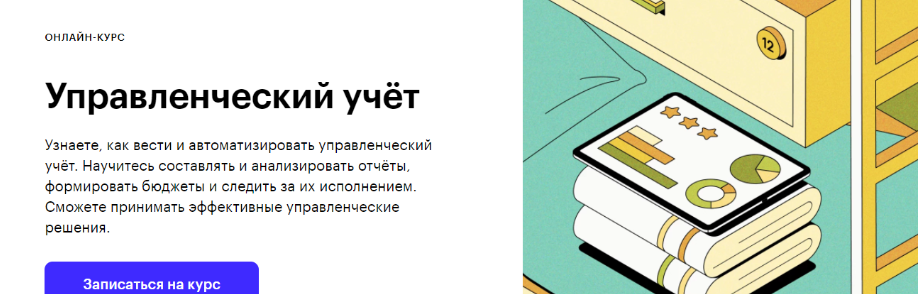 ОНЛАЙН-КУРС
Управленческий учёт
Узнаете, как вести и автоматизировать управленческий
учёт. Научитесь составлять и анализировать отчёты,
формировать бюджеты и следить за их исполнением.
Сможете принимать эффективные управленческие
решения.
Записаться на курс
12